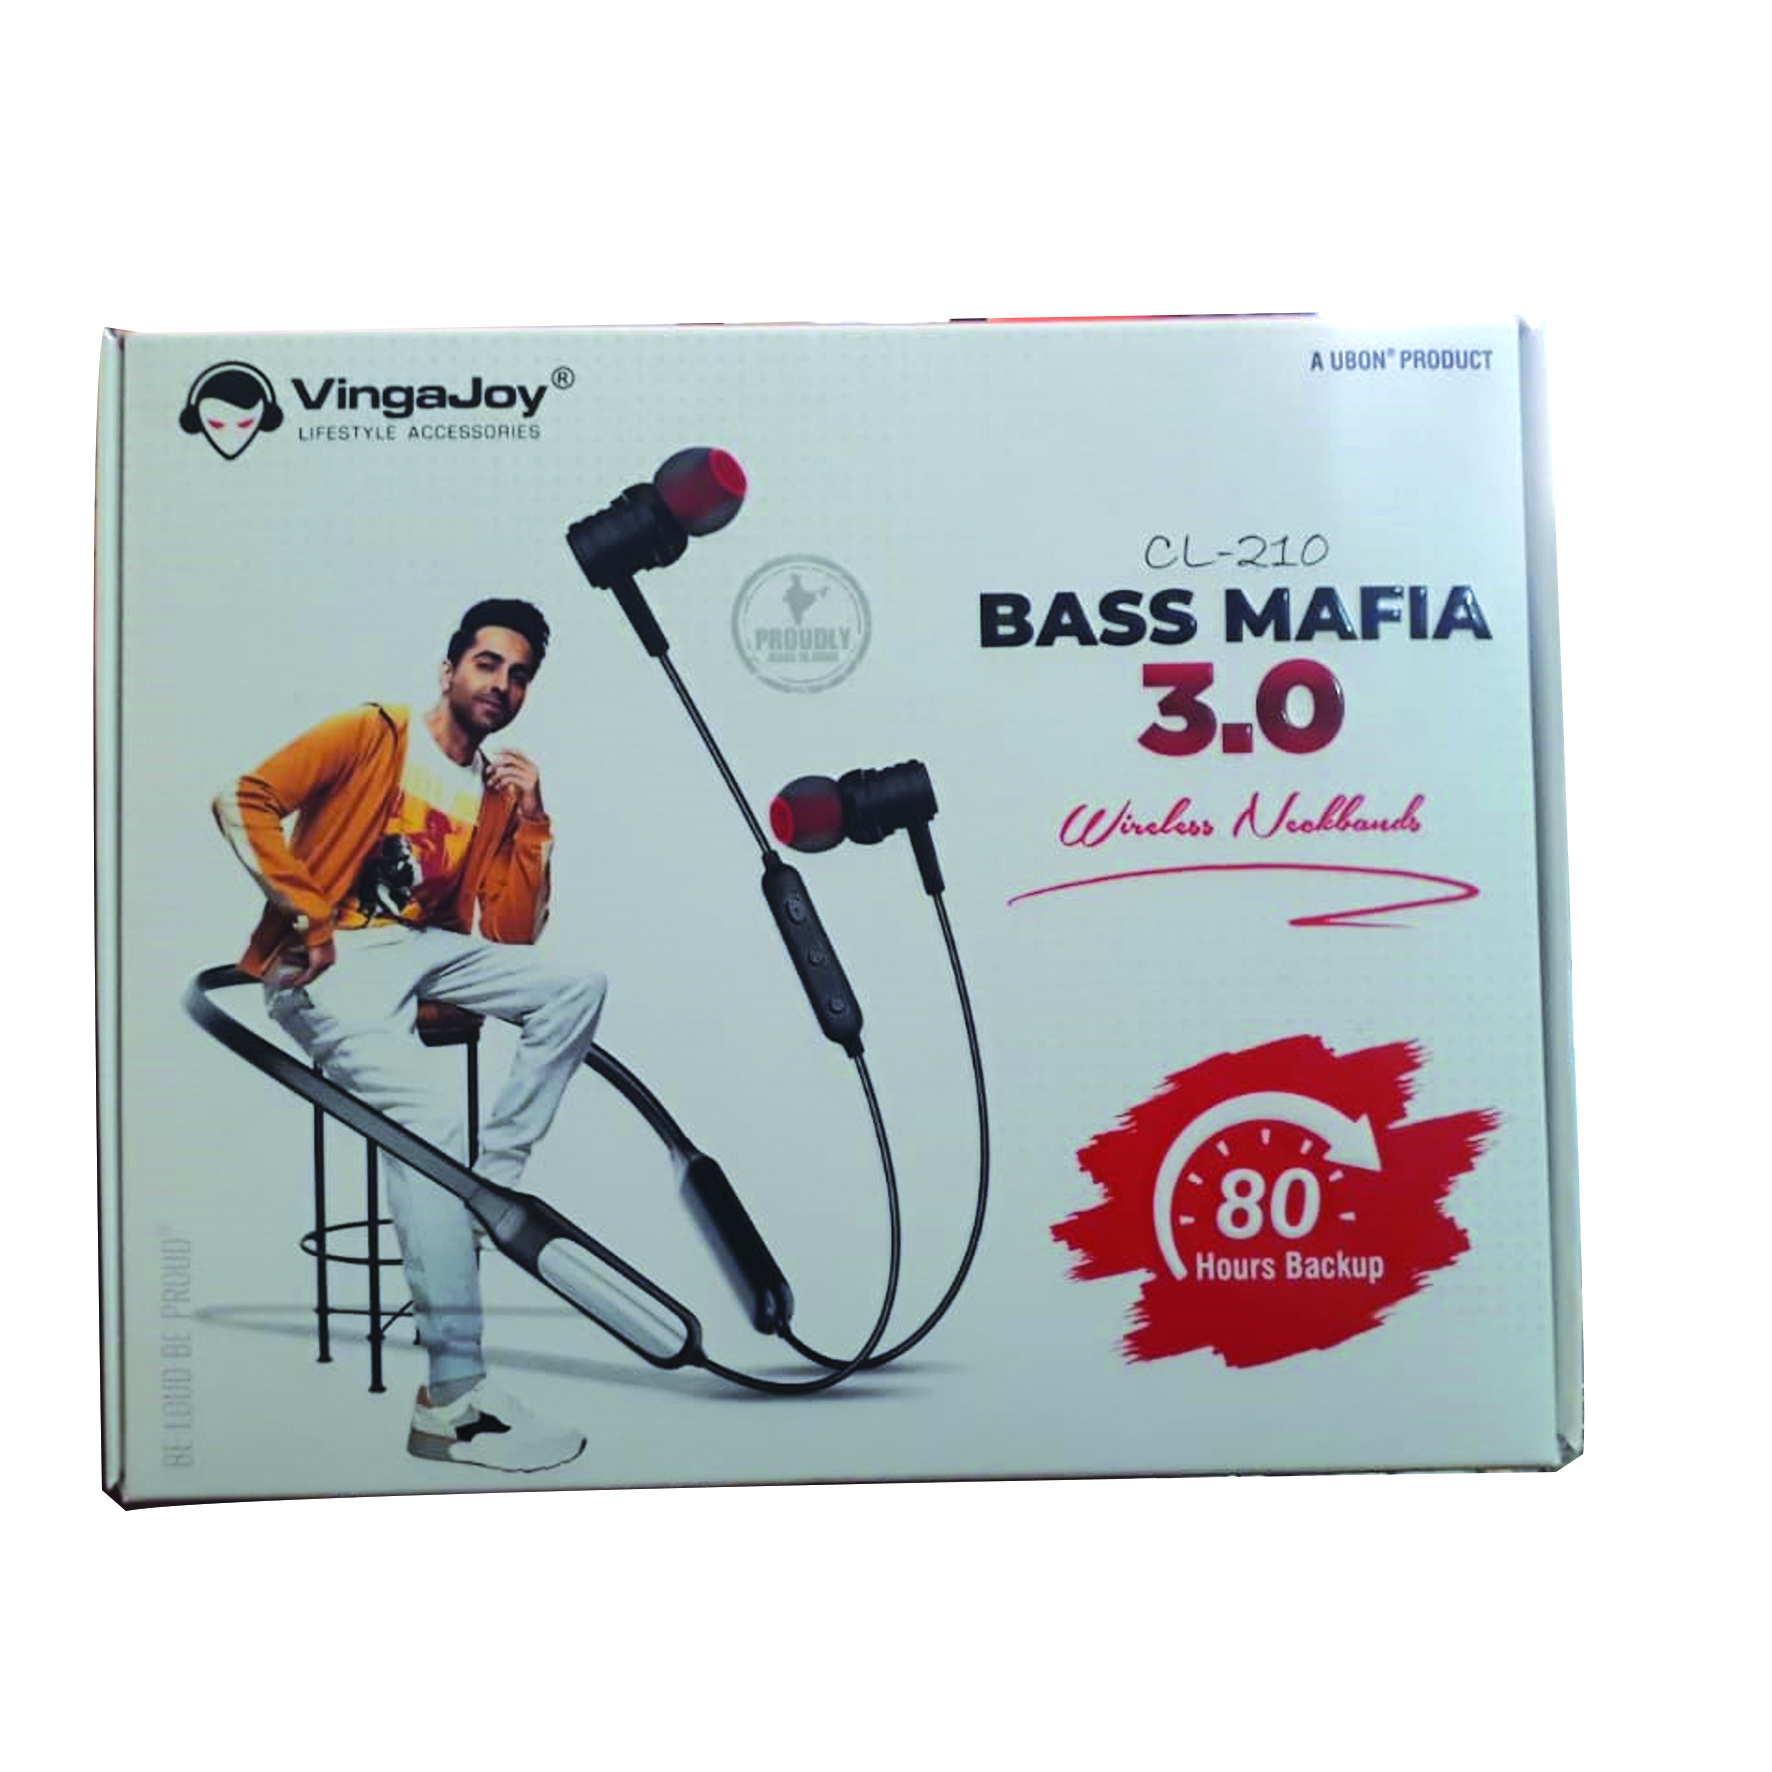 VingaJoy®
LIFESTYLE ACCESSORIES
A UBON® PRODUCT
CL-210
BASS MAFIA
3.0
Wireless Neckbands
PROUDLY
80
Hours Backup
BE LOUD BE PROUD®